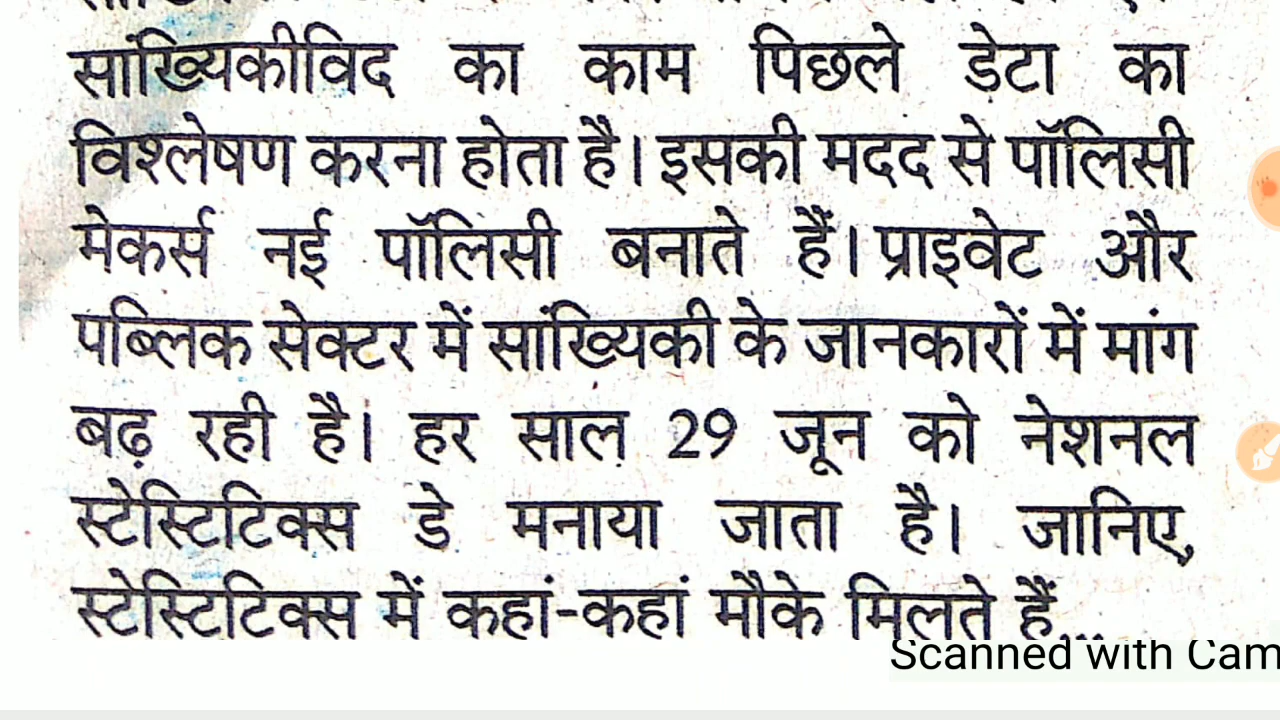 सांख्यिकीविद का काम पिछले डेटा का
विश्लेषण करना होता है। इसकी मदद से पॉलिसी
मेकर्स नई पॉलिसी बनाते हैं। प्राइवेट और
पब्लिक सेक्टर में सांख्यिकी के जानकारों में मांग
बढ़ रही है। हर साल 29 जून को नेशनल
स्टेस्टिटिक्स डे मनाया जाता है। जानिए,
स्टेस्टिटिक्स में कहां-कहां मौके मिलते हैं...
Scanned with Cam